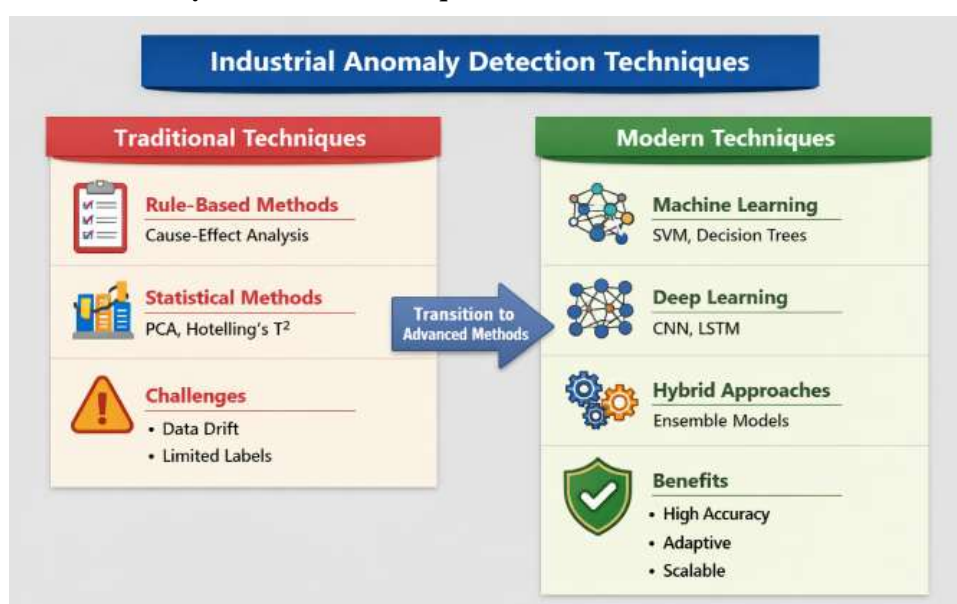 Industrial Anomaly Detection Techniques
Traditional Techniques
Rule-Based Methods
Cause-Effect Analysis
Statistical Methods
PCA, Hotelling's T²
Challenges
• Data Drift
• Limited Labels
Transition to
Advanced Methods
Modern Techniques
Machine Learning
SVM, Decision Trees
Deep Learning
CNN, LSTM
Hybrid Approaches
Ensemble Models
Benefits
• High Accuracy
• Adaptive
• Scalable